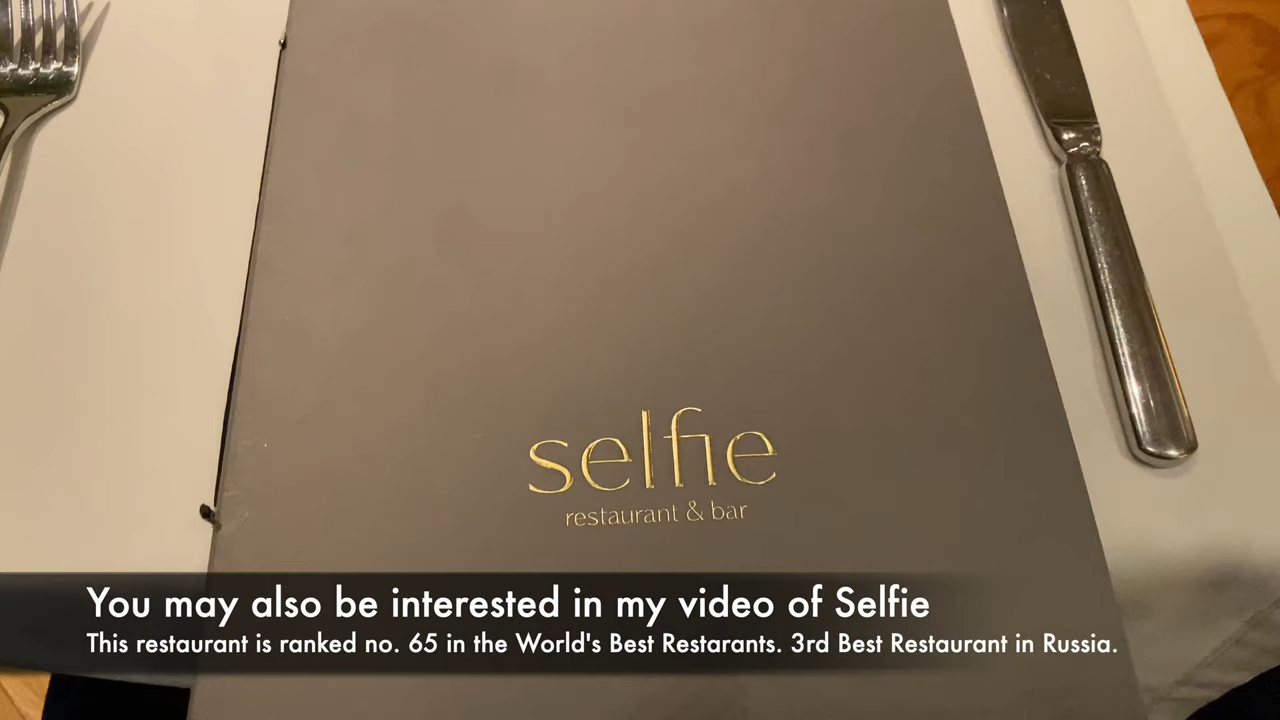 selfie
restaurant & bar
You may also be interested in my video of Selfie
This restaurant is ranked no. 65 in the World's Best Restarants. 3rd Best Restaurant in Russia.